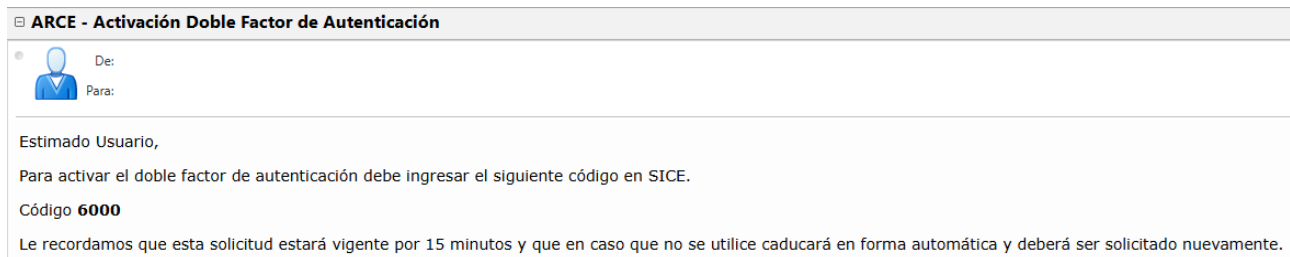 ARCE - Activación Doble Factor de Autenticación
De:
Para:
Estimado Usuario,
Para activar el doble factor de autenticación debe ingresar el siguiente código en SICE.
Código 6000
Le recordamos que esta solicitud estará vigente por 15 minutos y que en caso que no se utilice caducará en forma automática y deberá ser solicitado nuevamente.